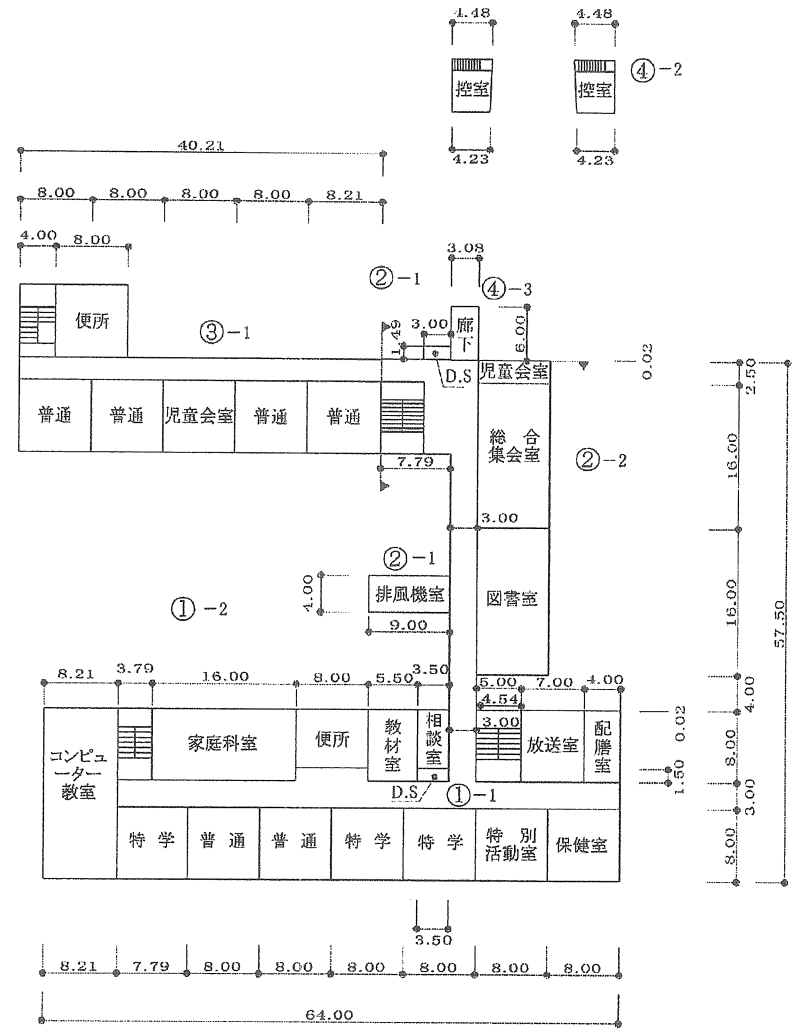 4.48
4.48
控室
控室
④-2
4.23
4.23
40.21
8.00 8.00 8.00 8.00 8.21
4.00 8.00
3.08
②-1
④-3
便所
③-1
3.00
1.49
廊下
6.00
D.S
児童会室
0.02
2.50
普通
普通
児童会室
普通
普通
総合
集会室
②-2
16.00
7.79
3.00
②-1
4.00
排風機室
①-2
図書室
16.00
57.50
9.00
8.21 3.79 16.00 8.00 5.50 3.50
5.00 7.00 4.00
4.54
4.00
家庭科室
便所
教材室
相談室
3.00
放送室
配膳室
0.02
8.00
コンピュ
ーター
教室
D.S
①-1
1.50
3.00
特学
普通
普通
特学
特学
特別
活動室
保健室
8.00
3.50
8.21 7.79 8.00 8.00 8.00 8.00 8.00 8.00
64.00